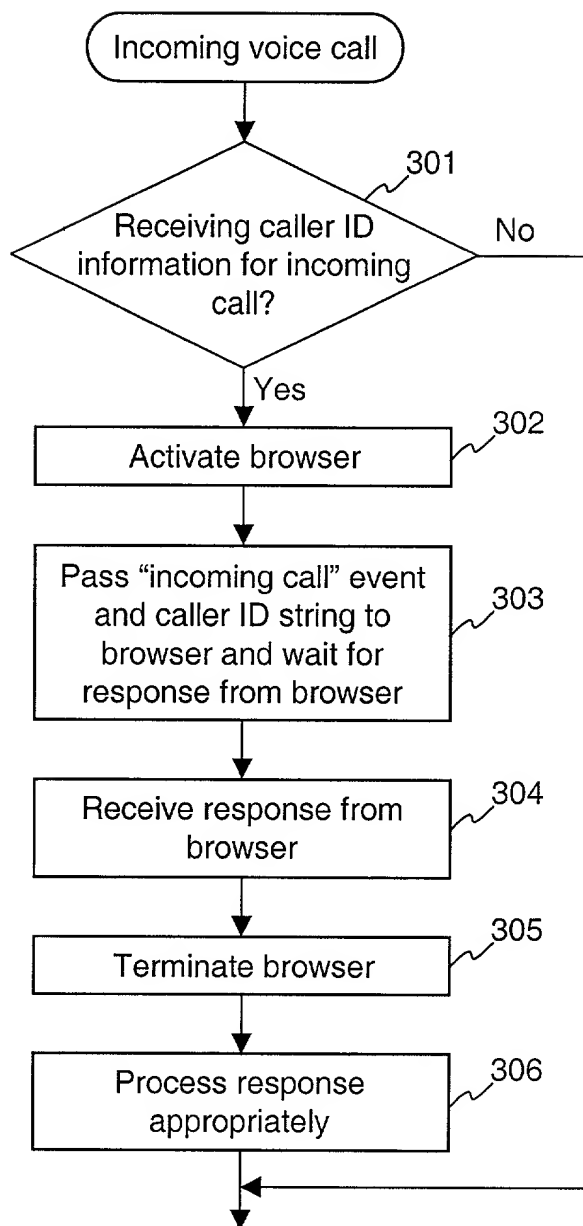 Incoming voice call
301
Receiving caller ID
information for incoming
call?
No
Yes
302
Activate browser
Pass “incoming call” event
and caller ID string to
browser and wait for
response from browser
303
Receive response from
browser
304
305
Terminate browser
Process response
appropriately
306